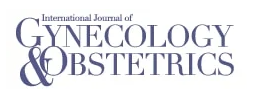 International Journal of
GYNECOLOGY
& OBSTETRICS